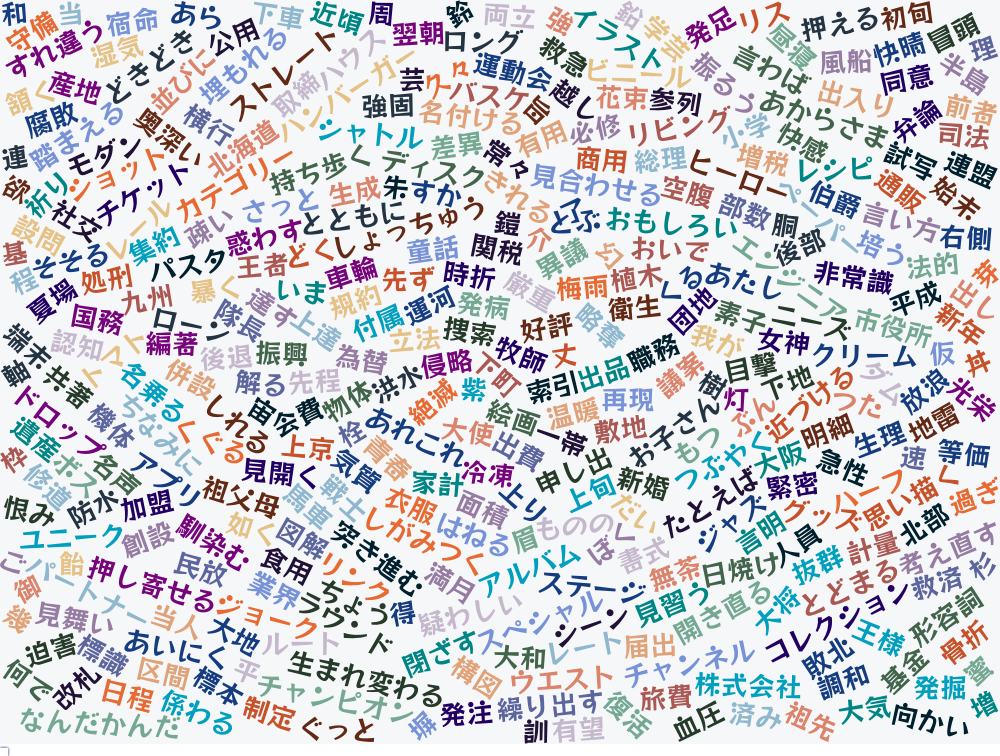 和
守備
当
宿命
あら
下車
近頃
周
鈴
両立
強
イラスト
鉛
学芸
発足
リス
昼寝
押える
初句
冒頭
理
すれ違う
湿気
どきどき
公用
翌朝
ロング
救急
ビニール
振るう
言わば
風船
快晴
半島
産地
並びに
埋もれる
ストレート
取締
ハウス
ハンバーガー
芸
運動会
越し
花束
参列
同意
頷く
腐敗
踏まえる
奥深い
横行
北海道
強固
バスケ
名付ける
旨
必修
リビング
小学
あからさま
出入り
弁論
前者
司法
連
モダン
ショット
カテゴリー
シャトル
差異
常々
有用
商用
総理
増税
快感
レシピ
試写
連盟
欲
祈り
社交
チケット
持ち歩く
ディスク
きれる
見合わせる
空腹
ヒーロー
ペーパー
伯爵
通販
始末
設問
レール
集約
疎い
さっと
生成
朱
すか
とともに
しょっちゅう
鎧
どぶ
おもしろい
部数
胴
後部
培う
言い方
右側
基
程
そそる
処刑
パスタ
惑わす
王者
どく
車輪
童話
先ず
関税
時折
介
異議
おいで
エンジニア
非常識
法的
芽
夏場
九州
暴く
達す
いま
規約
付属
運河
発病
厳重
梅雨
植木
衛生
くる
あたし
平成
出し
国務
ローン
隊長
上達
立法
捜索
好評
略奪
団地
素子
ニーズ
市役所
新年
端末
認知
編著
後退
振興
為替
侵略
牧師
丈
我が
女神
クリーム
仮
丼
軸
共著
名乗る
併設
解る
先程
物体
洪水
下町
索引
出品
職務
目撃
下地
放浪
光栄
ドロップ
機体
ちなみに
くぐる
しれる
宙
会費
絶滅
紫
絵画
温暖
再現
議案
樹
灯
ぶん
近づける
つた
遺産
ボス
名声
アプリ
上京
栓
あれこれ
大使
出費
一帯
敷地
お子さん
もつ
つぶやく
大阪
明細
生理
地雷
枠
修道
防水
加盟
見開く
気質
青春
家計
冷凍
申し出
新婚
たとえば
緊密
急性
速
等価
恨み
祖父母
馬車
戦士
衣服
面積
上り
上旬
だい
ジャズ
グッズ
ハーフ
思い描く
過ぎ
ユニーク
創設
馴染む
如く
図解
突き進む
しがみつく
はねる
眉
ものの
ぼく
書式
言明
人員
北部
ご
飴
パートナー
押し寄せる
民放
食用
リンク
満月
アルバム
ステージ
無茶
日焼け
抜群
計量
考え直す
御
幾
見舞い
当人
業界
ジョーク
ラウンド
ちょう
得
疑わしい
スペシャル
シーン
見習う
開き直る
大将
とどまる
救済
杉
何で
迫害
標識
あいにく
大地
ルート
閉ざす
大和
レート
届出
チャンネル
コレクション
王様
形容詞
改札
区間
標本
平
生まれ変わる
構図
ウエスト
敗北
調和
基金
骨折
なんだかんだ
日程
係わる
制定
チャンピオン
ぐっと
発注
繰り出す
訓
有望
復活
旅費
血圧
株式会社
済み
祖先
大気
向かい
発掘
蜜
増